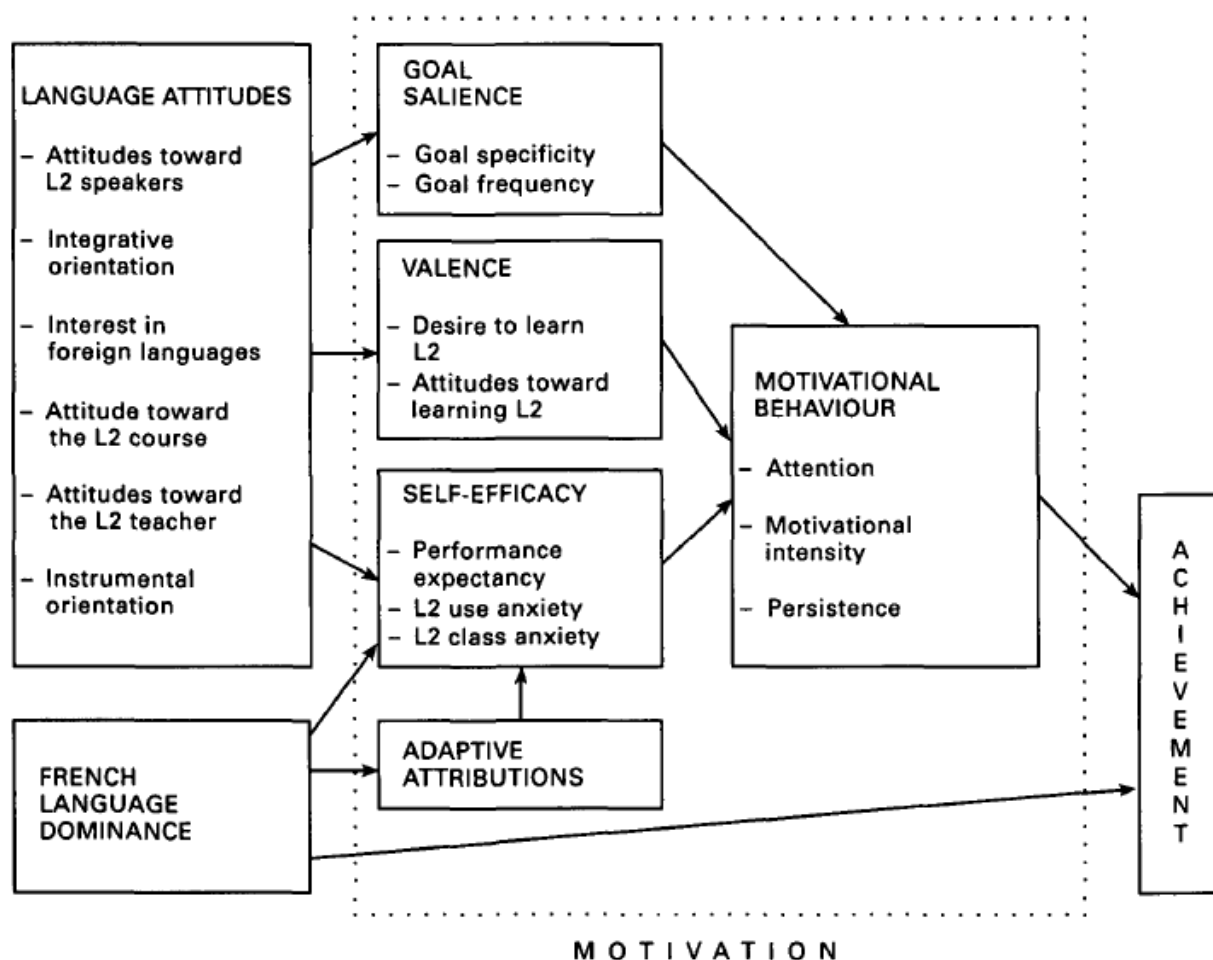 LANGUAGE ATTITUDES
– Attitudes toward
L2 speakers
– Integrative
orientation
– Interest in
foreign languages
– Attitude toward
the L2 course
– Attitudes toward
the L2 teacher
– Instrumental
orientation
FRENCH
LANGUAGE
DOMINANCE
GOAL
SALIENCE
– Goal specificity
– Goal frequency
VALENCE
– Desire to learn
L2
– Attitudes toward
learning L2
SELF-EFFICACY
– Performance
expectancy
– L2 use anxiety
– L2 class anxiety
ADAPTIVE
ATTRIBUTIONS
MOTIVATIONAL
BEHAVIOUR
– Attention
– Motivational
intensity
– Persistence
ACHIEVEMENT
MOTIVATION